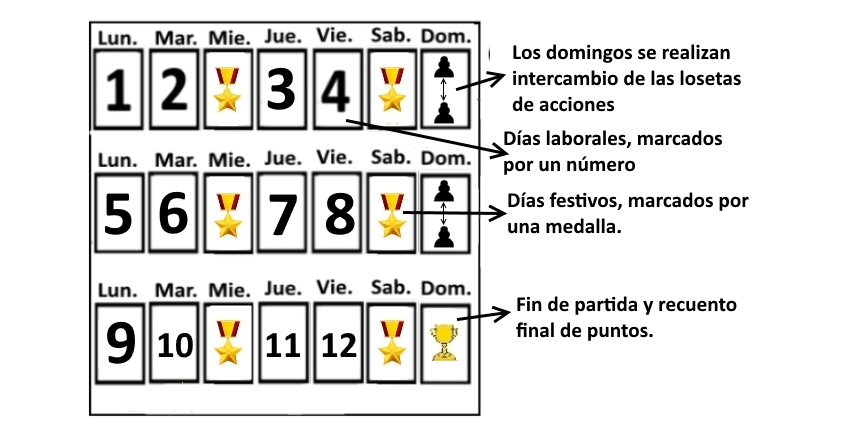 Lun. Mar. Mie. Jue. Vie. Sab. Dom.
1 2 3 4
Los domingos se realizan
intercambio de las losetas
de acciones
Días laborales, marcados
por un número
Lun. Mar. Mie. Jue. Vie. Sab. Dom.
5 6 7 8
Días festivos, marcados por
una medalla.
Lun. Mar. Mie. Jue. Vie. Sab. Dom.
9 10 11 12
Fin de partida y recuento
final de puntos.